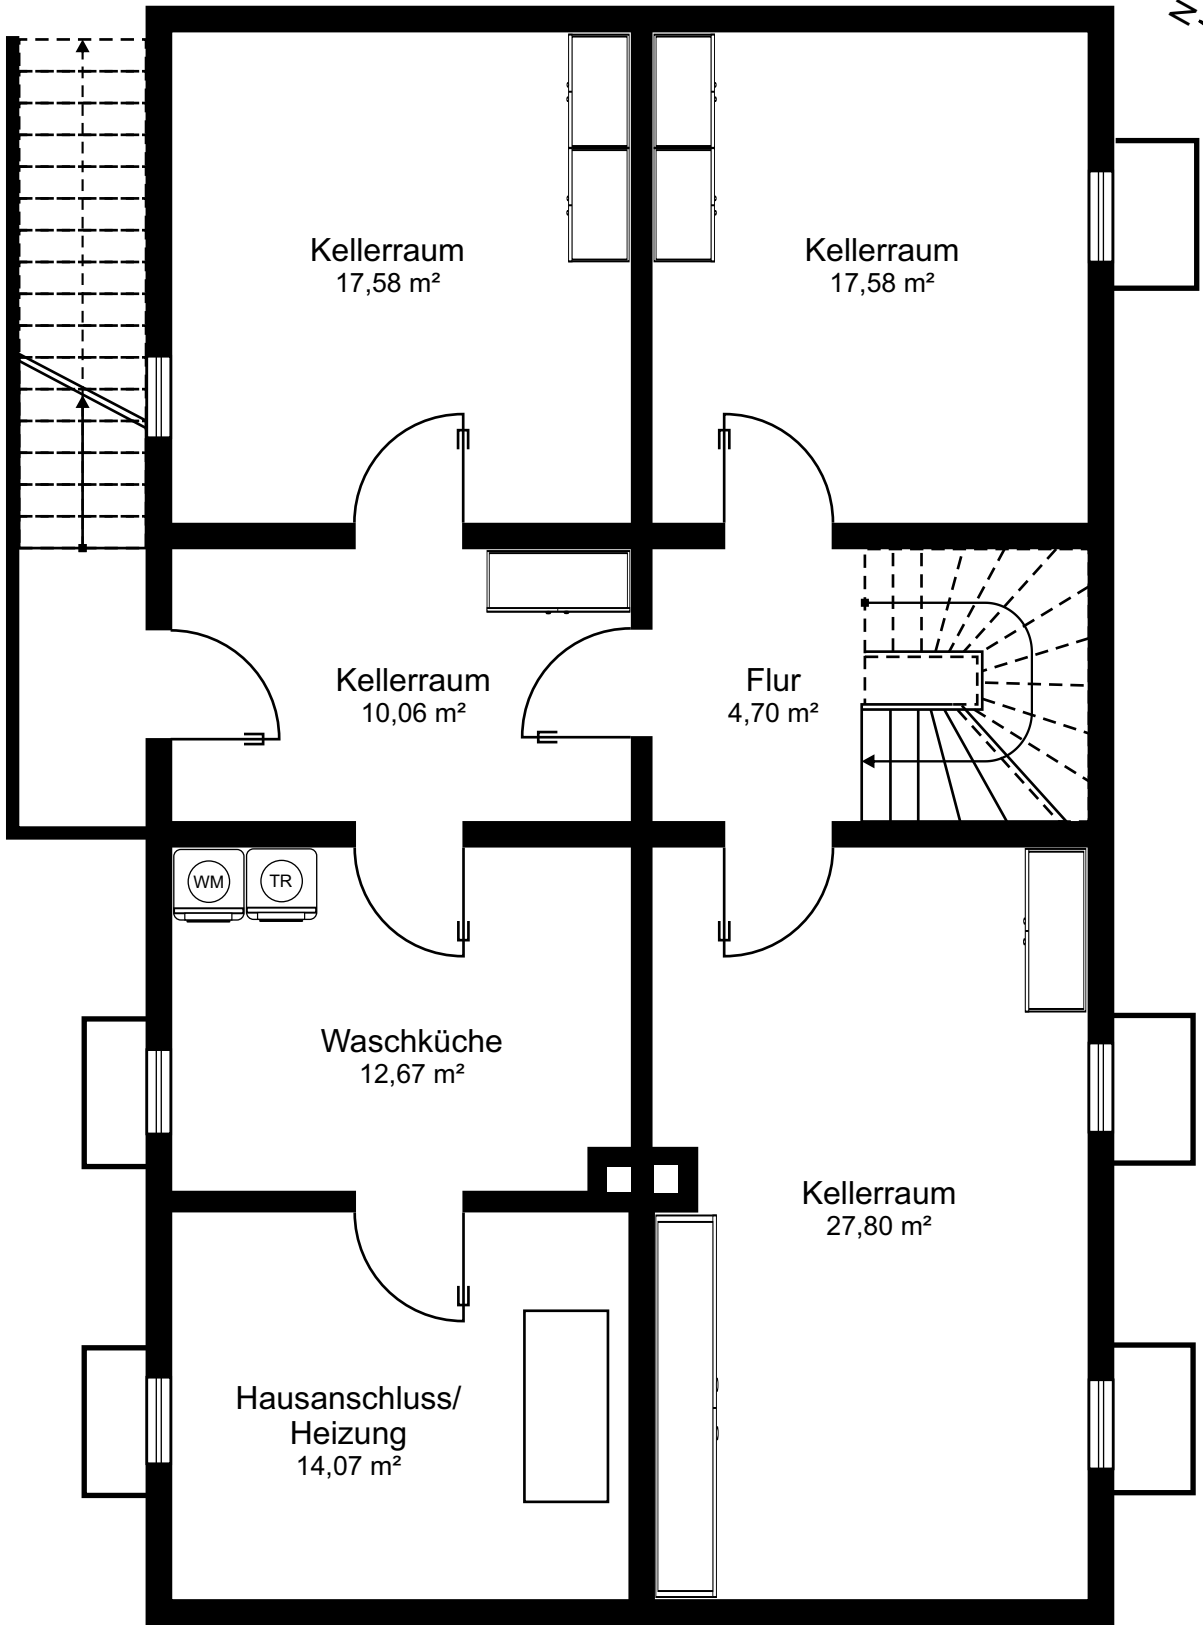 N
Kellerraum
17,58 m²
Kellerraum
17,58 m²
Kellerraum
10,06 m²
Flur
4,70 m²
WM
TR
Waschküche
12,67 m²
Kellerraum
27,80 m²
Hausanschluss/
Heizung
14,07 m²